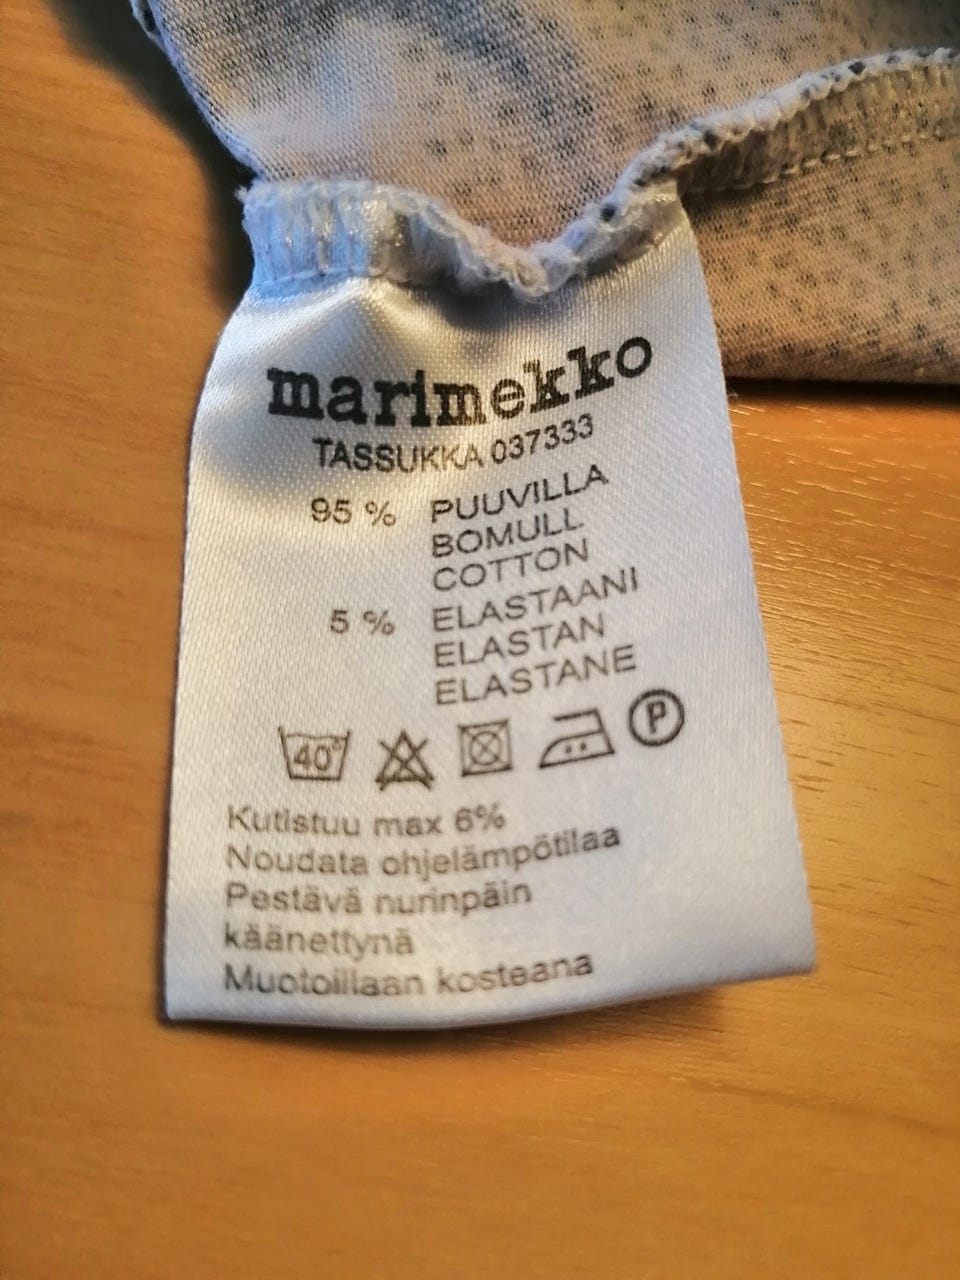 marimekko
TASSUKKA 037333
95 % PUUVILLA
BOMULL
COTTON
5 % ELASTAANI
ELASTAN
ELASTANE
40° P
Kutistuu max 6%
Noudata ohjelämpötilaa
Pestävä nurinpäin
käänettynä
Muotoillaan kosteana